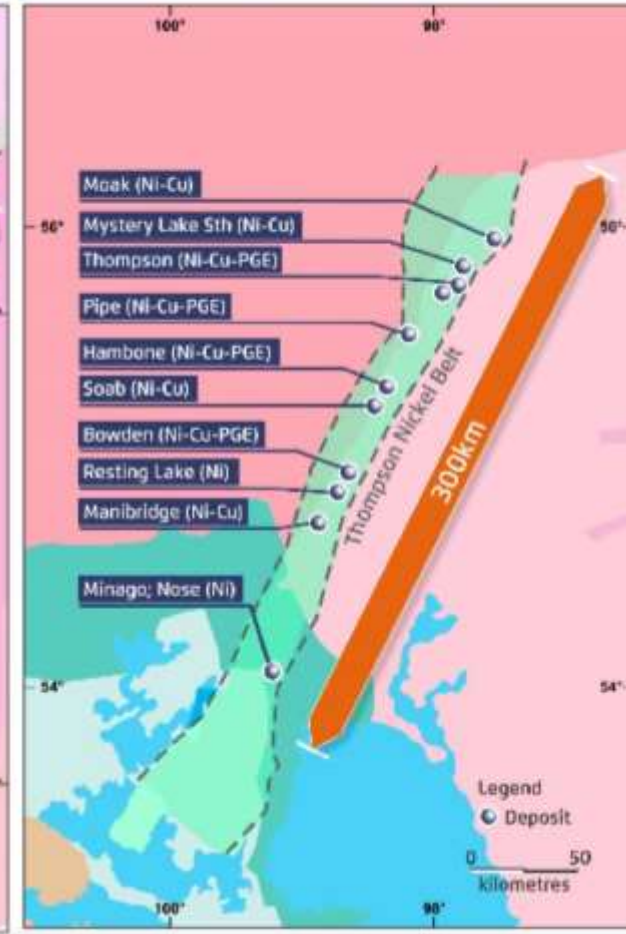 100°
98°
Moak (Ni-Cu)
56°
56°
Mystery Lake Sth (Ni-Cu)
Thompson (Ni-Cu-PGE)
Pipe (Ni-Cu-PGE)
Hambone (Ni-Cu-PGE)
Soab (Ni-Cu)
Bowden (Ni-Cu-PGE)
Resting Lake (Ni)
Manibridge (Ni-Cu)
Thompson Nickel Belt
300km
Minago; Nose (Ni)
54°
54°
Legend
Deposit
0 50
kilometres
100°
98°